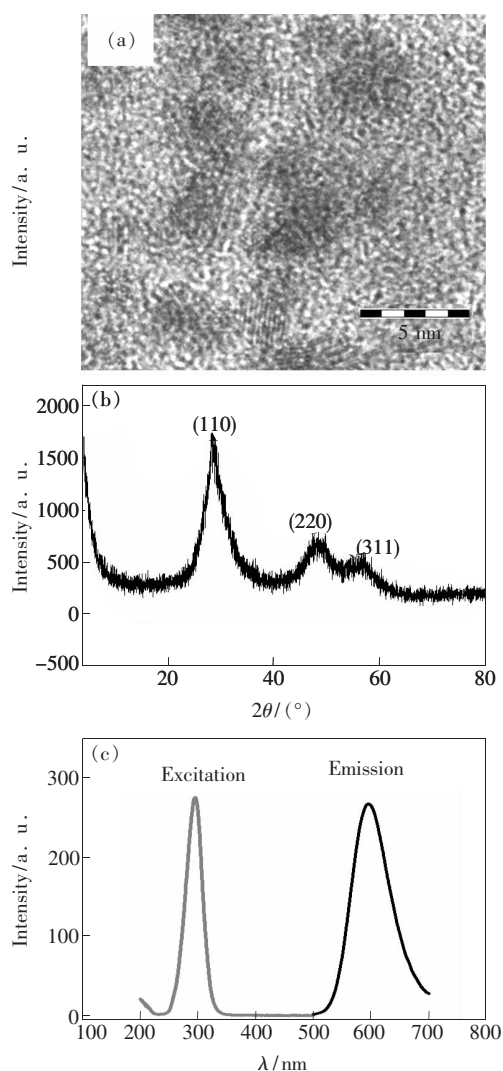 (a)
Intensity/a. u.
5 nm
(b)
2000
1500
1000
500
0
−500
(110)
(220)
(311)
20
40
60
80
Intensity/a. u.
2θ/(°)
(c)
Excitation
Emission
300
200
100
0
100
200
300
400
500
600
700
800
Intensity/a. u.
λ/nm